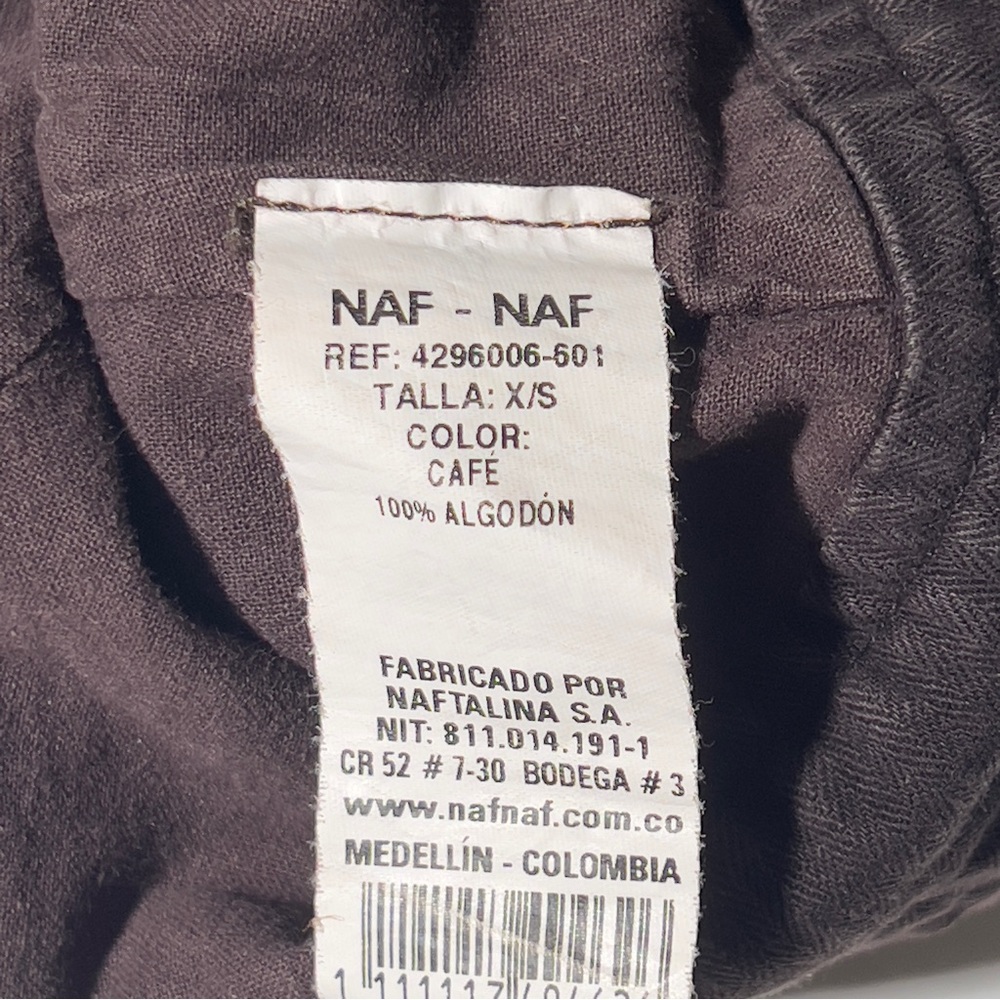 NAF - NAF
REF: 4296006-601
TALLA: X/S
COLOR:
CAFÉ
100% ALGODÓN
FABRICADO POR
NAFTALINA S.A.
NIT: 811.014.191-1
CR 52 # 7-30 BODEGA # 3
www.nafnaf.com.co
MEDELLÍN - COLOMBIA